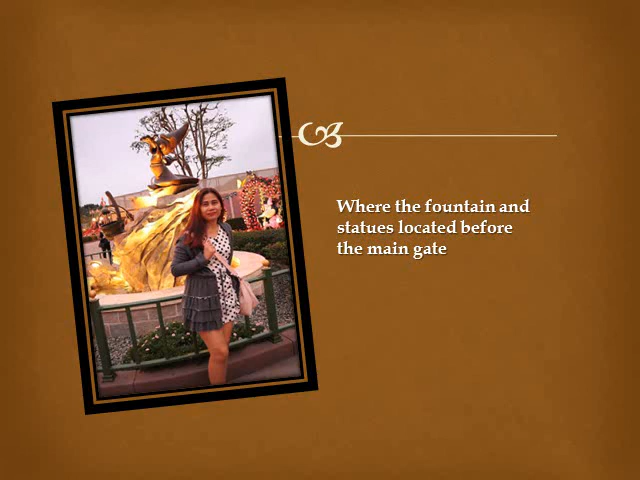 Where the fountain and
statues located before
the main gate